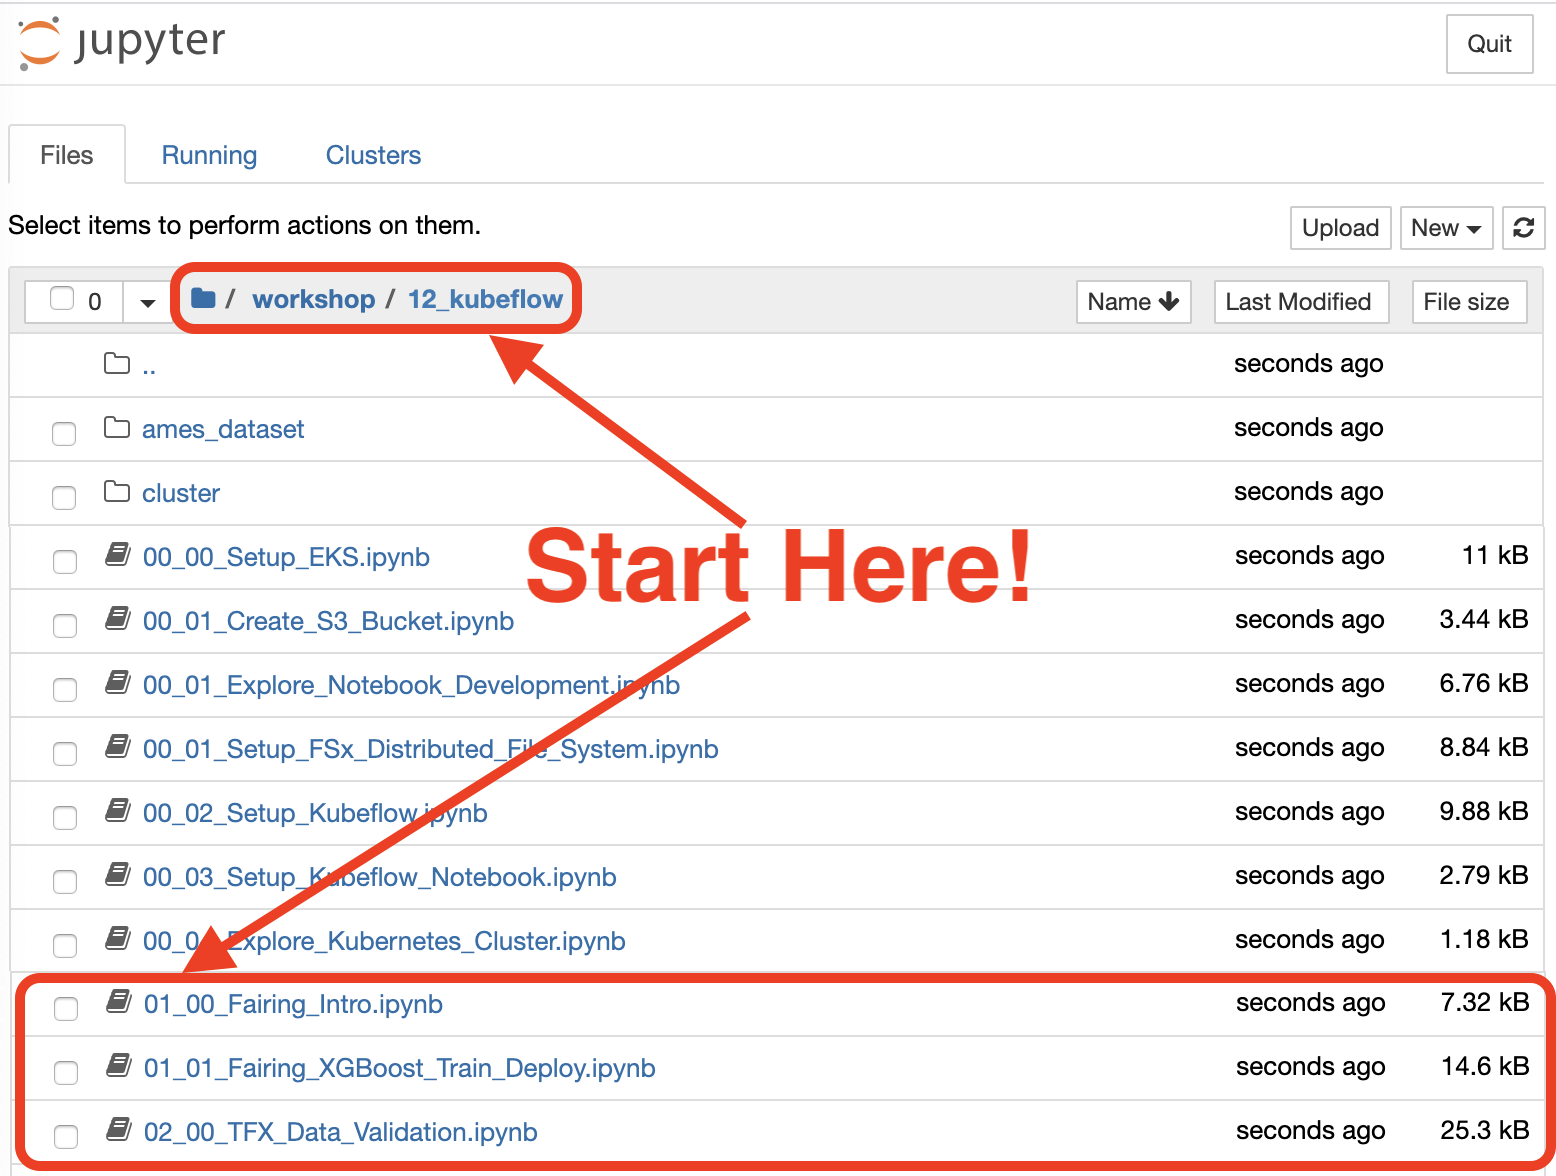 jupyter
Quit
Files Running Clusters
Select items to perform actions on them.
Upload New
0 / workshop / 12_kubeflow Name Last Modified File size
.. seconds ago
ames_dataset seconds ago
cluster seconds ago
00_00_Setup_EKS.ipynb seconds ago 11 kB
Start Here!
00_01_Create_S3_Bucket.ipynb seconds ago 3.44 kB
00_01_Explore_Notebook_Development.ipynb seconds ago 6.76 kB
00_01_Setup_FSx_Distributed_File_System.ipynb seconds ago 8.84 kB
00_02_Setup_Kubeflow.ipynb seconds ago 9.88 kB
00_03_Setup_Kubeflow_Notebook.ipynb seconds ago 2.79 kB
seconds ago 1.18 kB
01_00_Fairing_Intro.ipynb seconds ago 7.32 kB
01_01_Fairing_XGBoost_Train_Deploy.ipynb seconds ago 14.6 kB
02_00_TFX_Data_Validation.ipynb seconds ago 25.3 kB